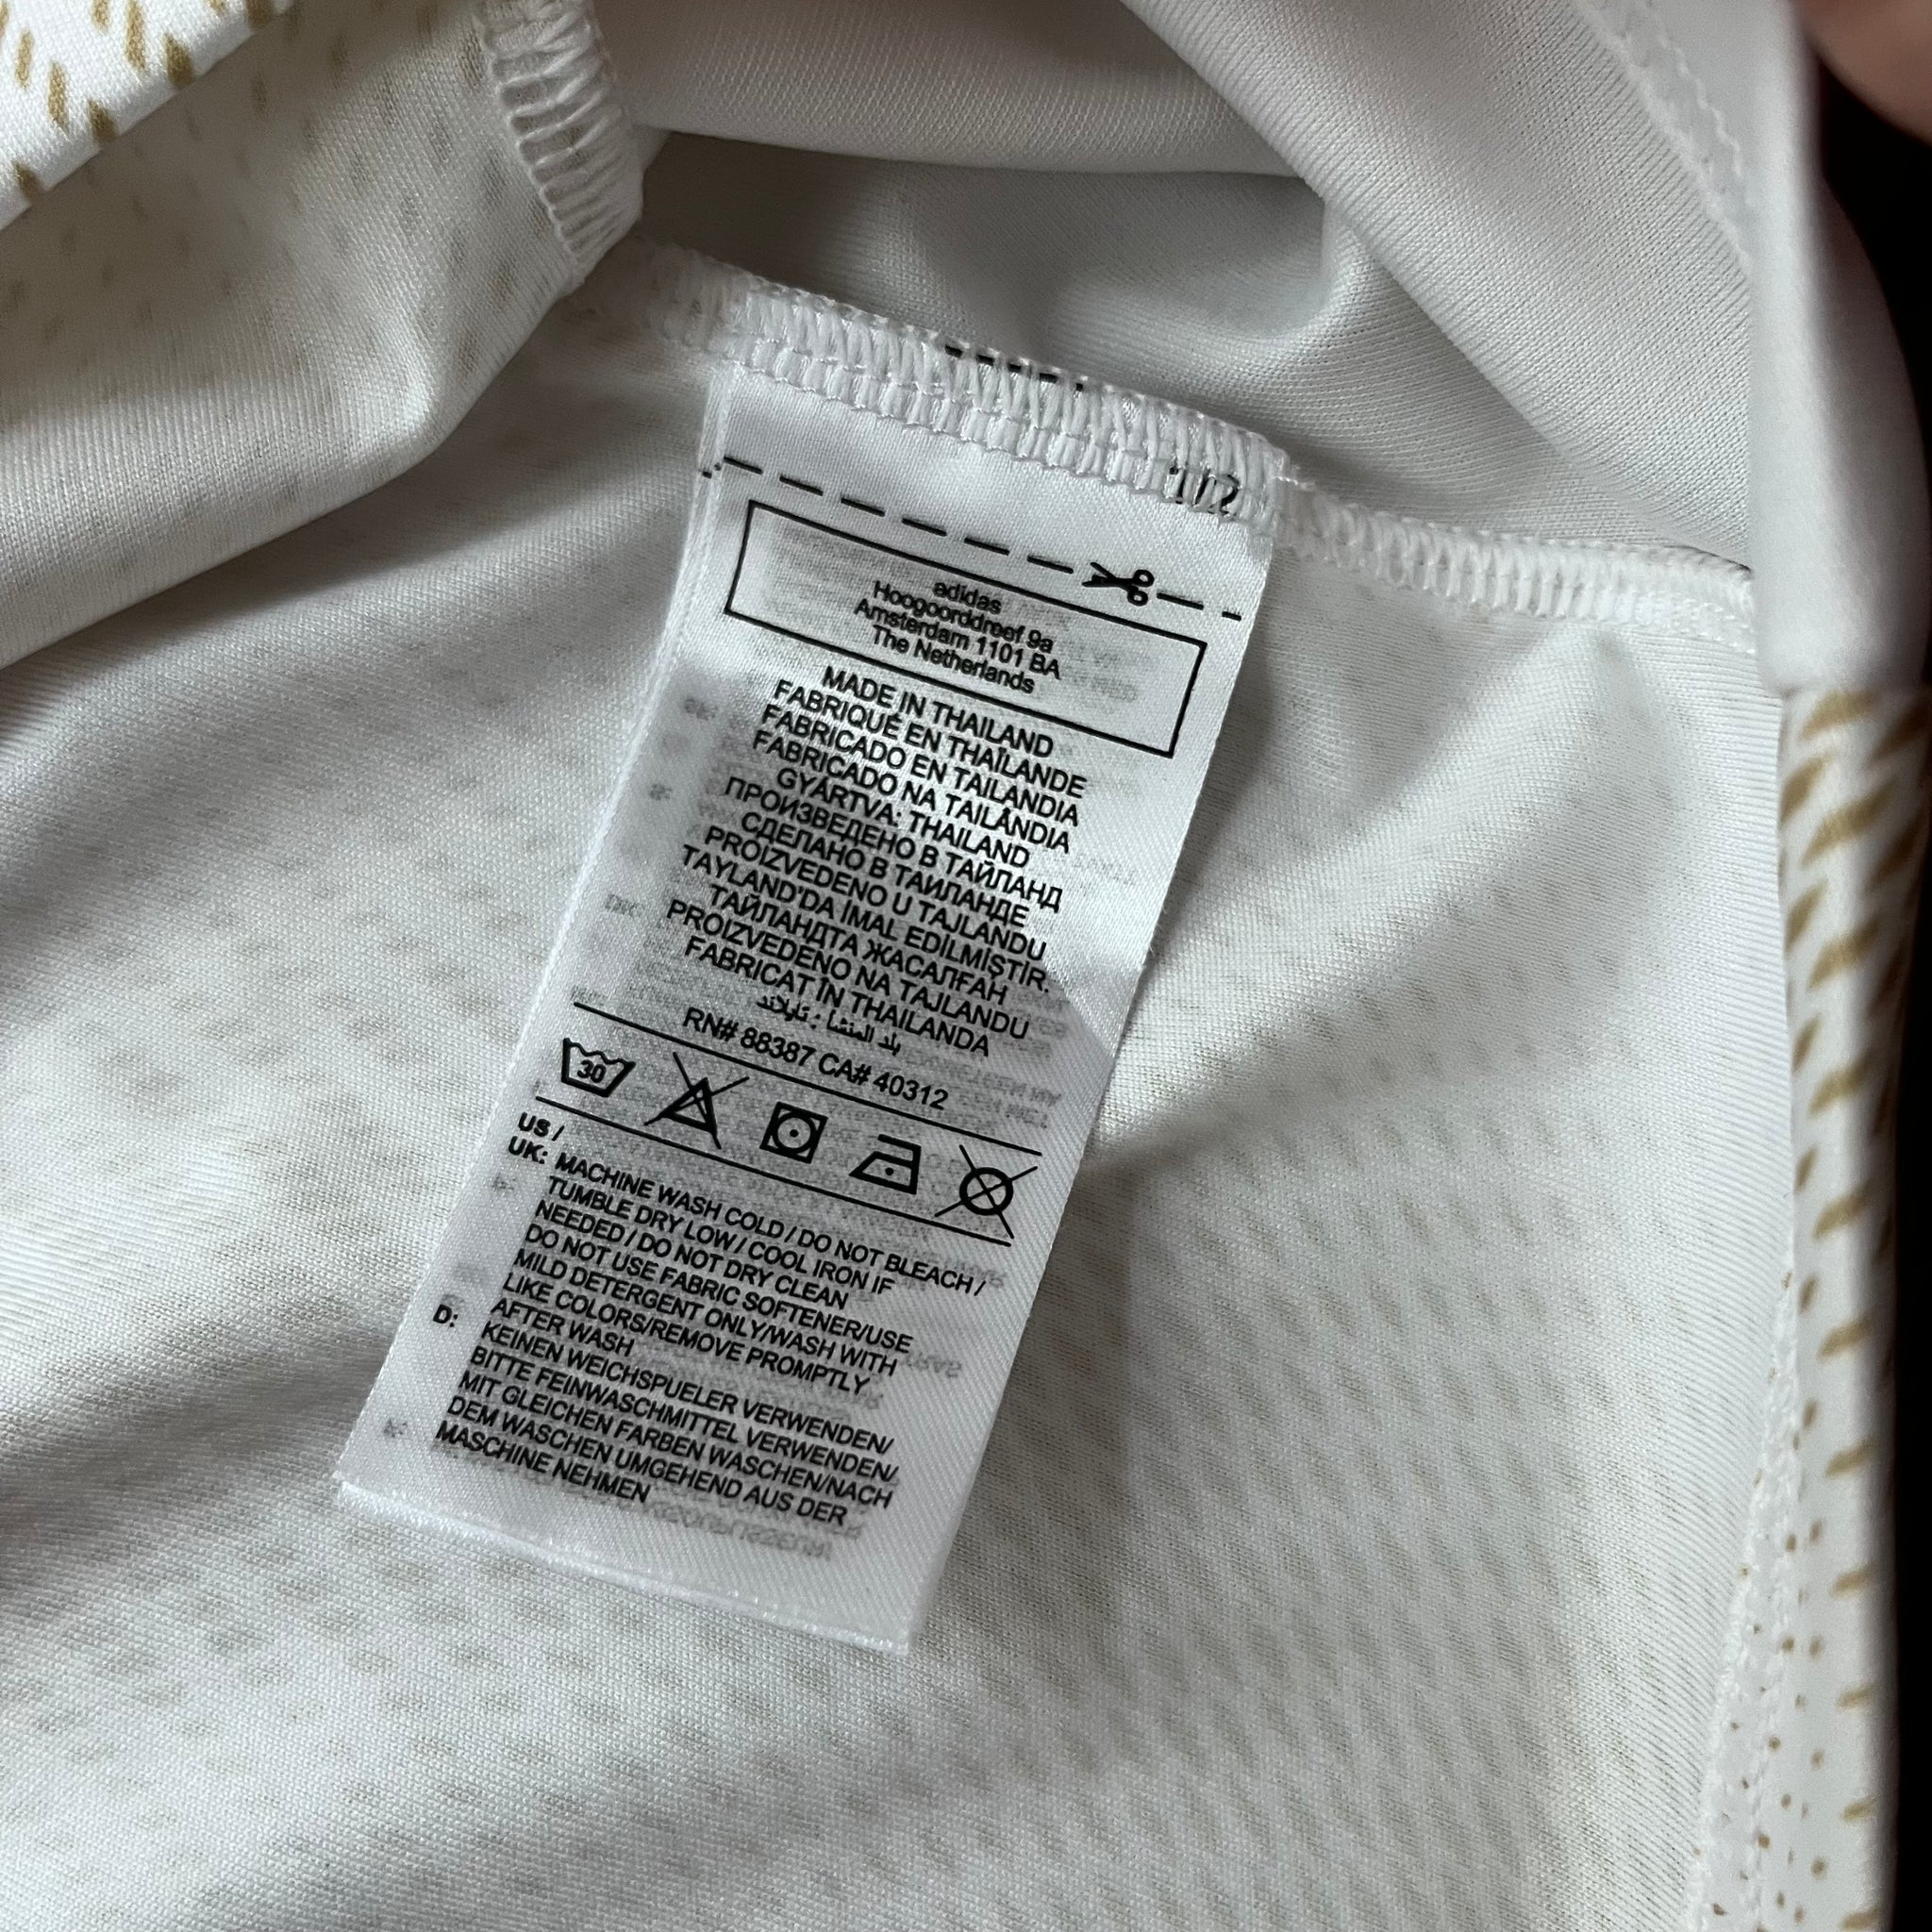 adidas
Hoogoorddreef 9a
Amsterdam 1101 BA
The Netherlands
MADE IN THAILAND
FABRIQUÉ EN THAÏLANDE
FABRICADO EN TAILANDIA
FABRICADO NA TAILÂNDIA
GYÁRTVA: THAILAND
ПРОИЗВЕДЕНО В ТАЙЛАНД
СДЕЛАНО В ТАИЛАНДЕ
PROIZVEDENO U TAJLANDU
TAYLAND'DA İMAL EDİLMİŞTİR.
ТАЙЛАНДТА ЖАСАЛҒАН
PROIZVEDENO NA TAJLANDU
FABRICAT ÎN THAILANDA
بلد المنشأ : تايلاند
RN# 88387 CA# 40312
30
US /
UK: MACHINE WASH COLD / DO NOT BLEACH /
TUMBLE DRY LOW / COOL IRON IF
NEEDED / DO NOT DRY CLEAN
DO NOT USE FABRIC SOFTENER/USE
MILD DETERGENT ONLY/WASH WITH
LIKE COLORS/REMOVE PROMPTLY
AFTER WASH
D: KEINEN WEICHSPUELER VERWENDEN/
BITTE FEINWASCHMITTEL VERWENDEN/
MIT GLEICHEN FARBEN WASCHEN/NACH
DEM WASCHEN UMGEHEND AUS DER
MASCHINE NEHMEN